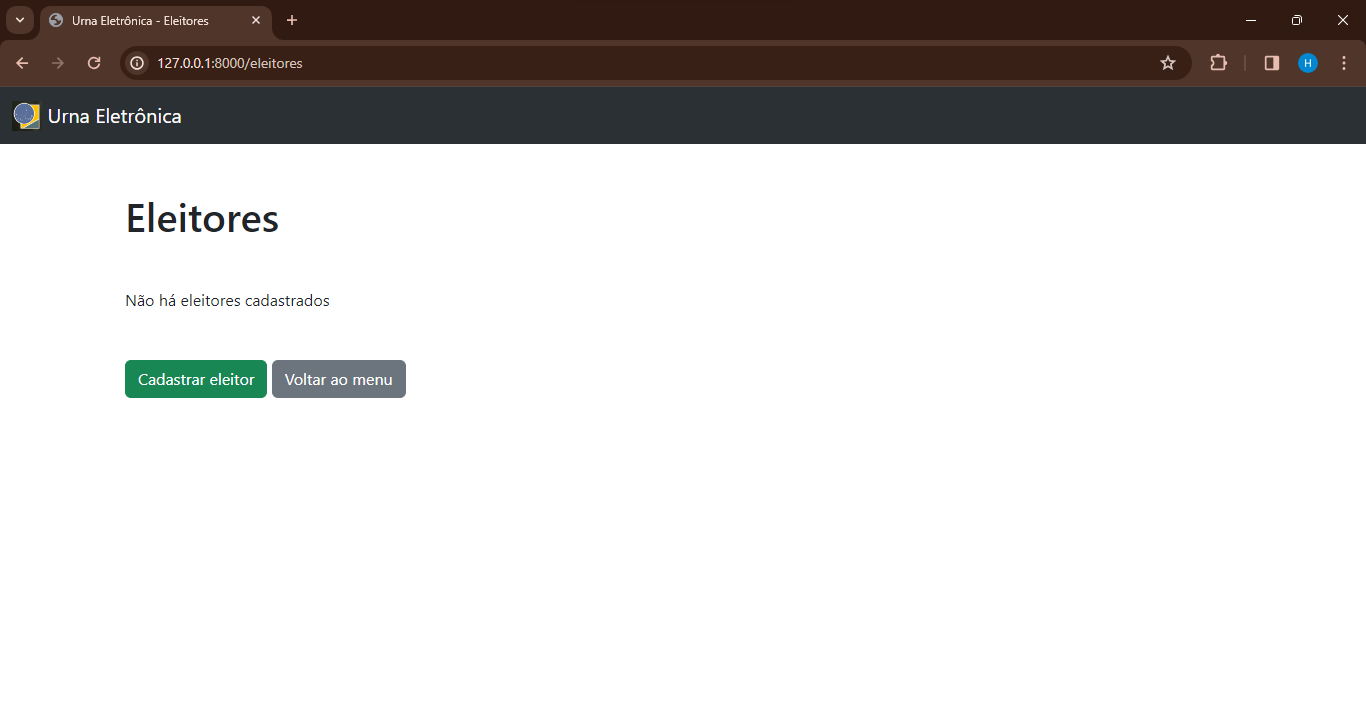 Urna Eletrônica - Eleitores
127.0.0.1:8000/eleitores
H
Urna Eletrônica
Eleitores
Não há eleitores cadastrados
Cadastrar eleitor Voltar ao menu